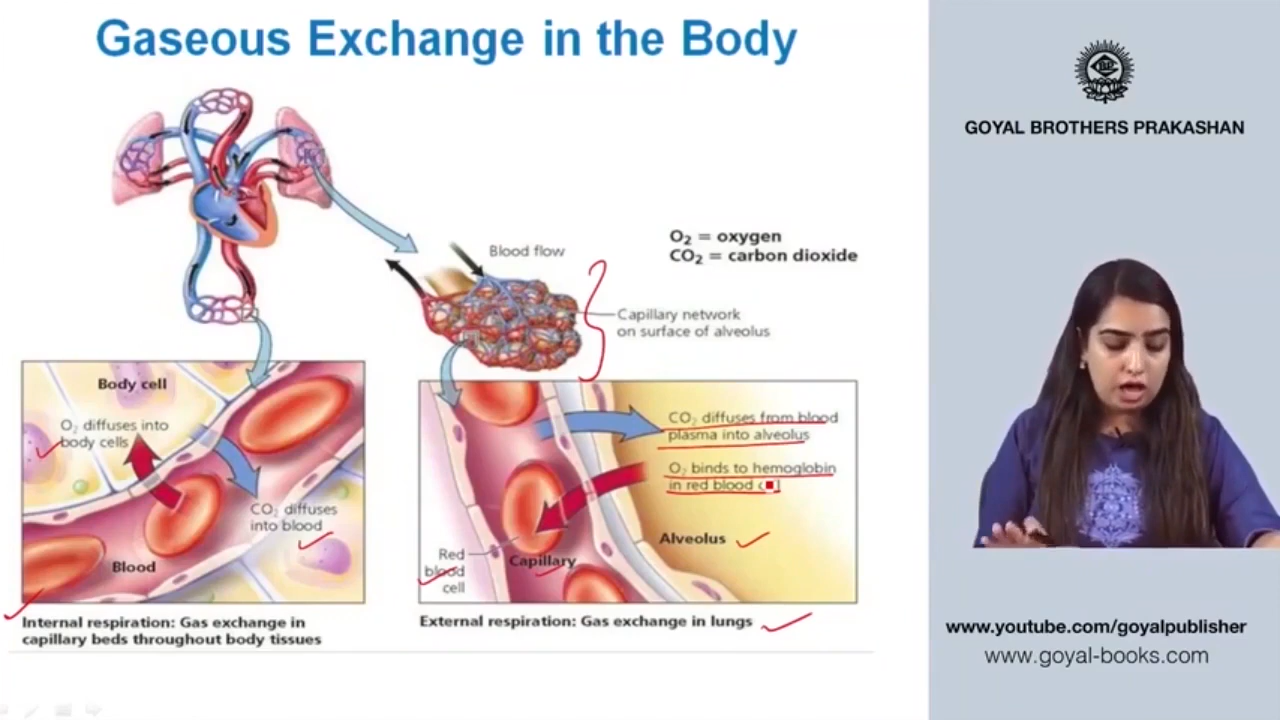 Gaseous Exchange in the Body
O₂ = oxygen
CO₂ = carbon dioxide
Blood flow
Capillary network
on surface of alveolus
Body cell
O₂ diffuses into
body cells
CO₂ diffuses
into blood
Blood
Internal respiration: Gas exchange in
capillary beds throughout body tissues
CO₂ diffuses from blood
plasma into alveolus
O₂ binds to hemoglobin
in red blood
Alveolus
Red
blood
cell
Capillary
External respiration: Gas exchange in lungs
GOYAL BROTHERS PRAKASHAN
www.youtube.com/goyalpublisher
www.goyal-books.com